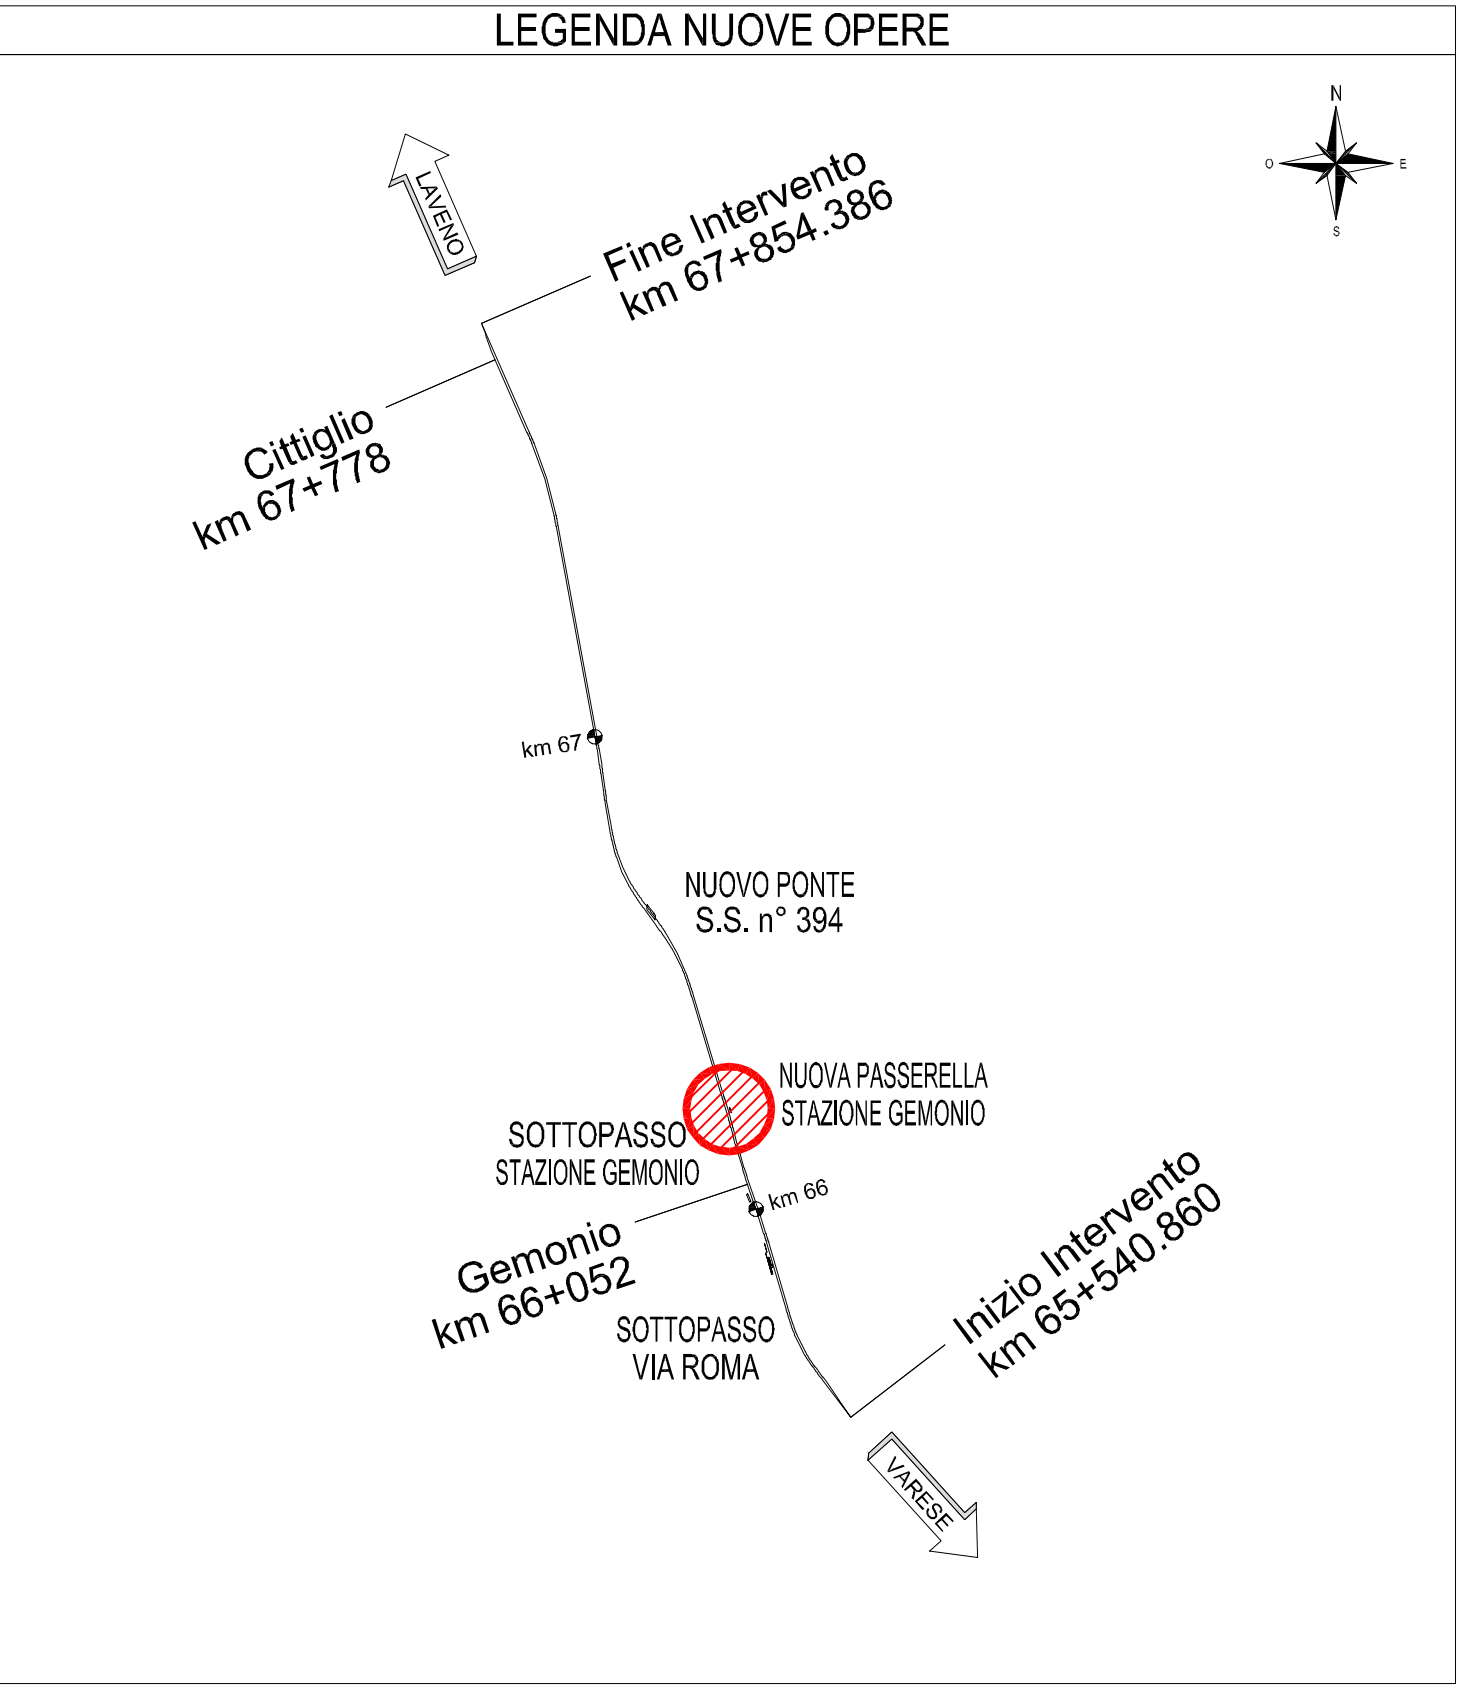 LEGENDA NUOVE OPERE
N
O
E
S
LAVENO
Fine Intervento
km 67+854.386
Cittiglio
km 67+778
km 67
NUOVO PONTE
S.S. n° 394
NUOVA PASSERELLA
STAZIONE GEMONIO
SOTTOPASSO
STAZIONE GEMONIO
km 66
Gemonio
km 66+052
Inizio Intervento
km 65+540.860
SOTTOPASSO
VIA ROMA
VARESE